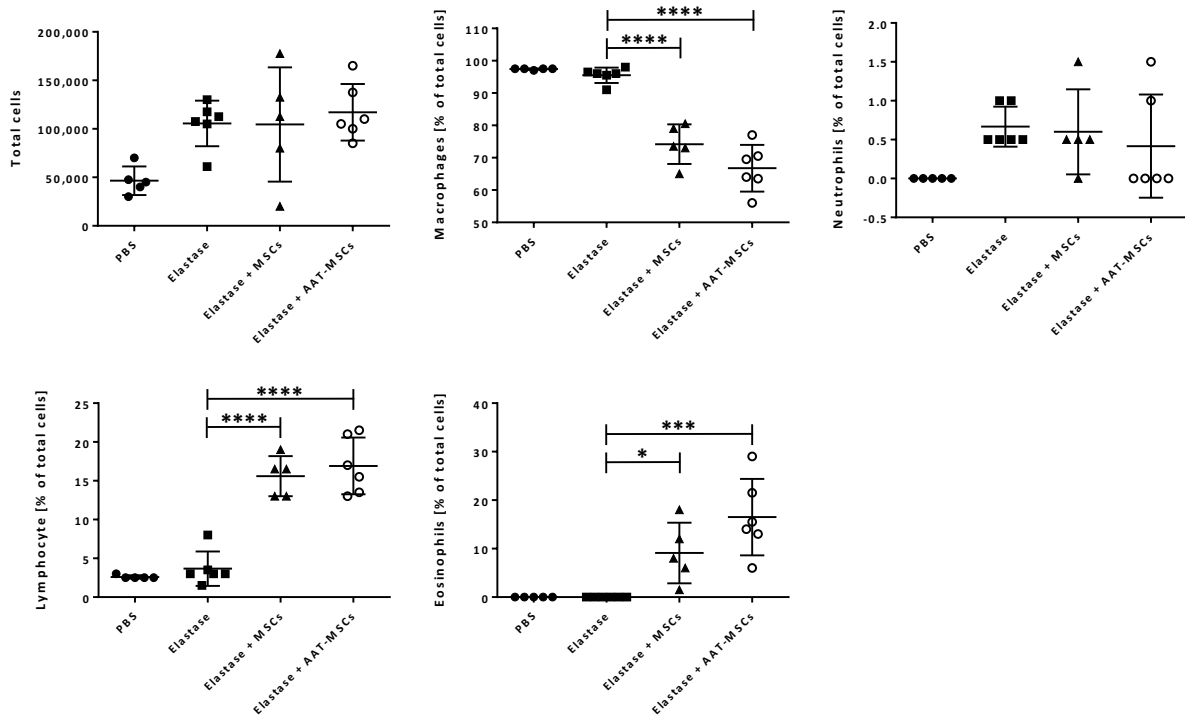 Total cells
200,000
150,000
100,000
50,000
0
PBS
Elastase
Elastase + MSCs
Elastase + AAT-MSCs
Macrophages [% of total cells]
110
100
90
80
70
60
50
****
****
PBS
Elastase
Elastase + MSCs
Elastase + AAT-MSCs
Neutrophils [% of total cells]
2.0
1.5
1.0
0.5
0.0
-0.5
PBS
Elastase
Elastase + MSCs
Elastase + AAT-MSCs
Lymphocyte [% of total cells]
25
20
15
10
5
0
****
****
PBS
Elastase
Elastase + MSCs
Elastase + AAT-MSCs
Eosinophils [% of total cells]
40
30
20
10
0
***
*
PBS
Elastase
Elastase + MSCs
Elastase + AAT-MSCs